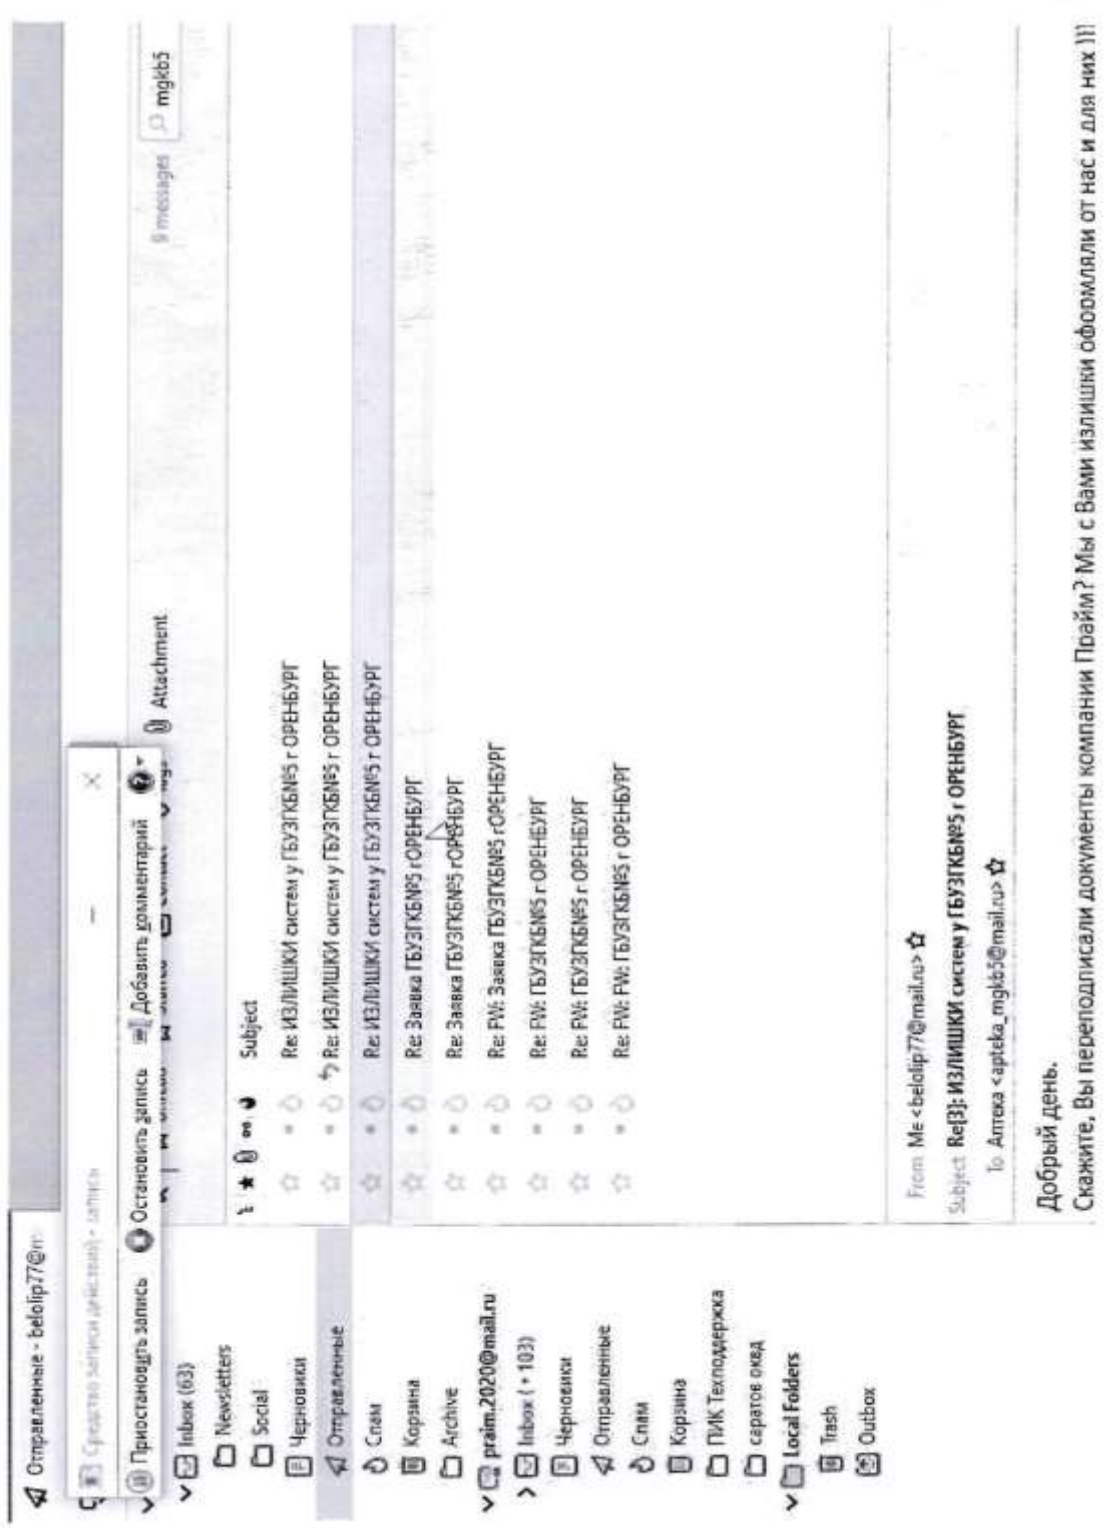 Отправленные - belolip77@m
Средство записи действий - запись
Приостановить запись
Остановить запись
Добавить комментарий
Attachment
9 messages
mgkb5
Inbox (63)
Newsletters
Social
Черновики
Отправленные
Спам
Корзина
Archive
praim.2020@mail.ru
Inbox ( + 103)
Черновики
Отправленные
Спам
Корзина
ПИК Техподдержка
саратов оквд
Local Folders
Trash
Outbox
Subject
Re: ИЗЛИШКИ систем у ГБУЗГКБ№5 г ОРЕНБУРГ
Re: ИЗЛИШКИ систем у ГБУЗГКБ№5 г ОРЕНБУРГ
Re: ИЗЛИШКИ систем у ГБУЗГКБ№5 г ОРЕНБУРГ
Re: Заявка ГБУЗГКБ№5 гОРЕНБУРГ
Re: Заявка ГБУЗГКБ№5 гОРЕНБУРГ
Re: FW: Заявка ГБУЗГКБ№5 гОРЕНБУРГ
Re: FW: ГБУЗГКБ№5 г ОРЕНБУРГ
Re: FW: ГБУЗГКБ№5 г ОРЕНБУРГ
Re: FW: FW: ГБУЗГКБ№5 г ОРЕНБУРГ
From Me <belolip77@mail.ru>
Subject Re[3]: ИЗЛИШКИ систем у ГБУЗГКБ№5 г ОРЕНБУРГ
To Аптека <apteka_mgkb5@mail.ru>
Добрый день.
Скажите, Вы переподписали документы компании Прайм? Мы с Вами излишки оформляли от нас и для них )))